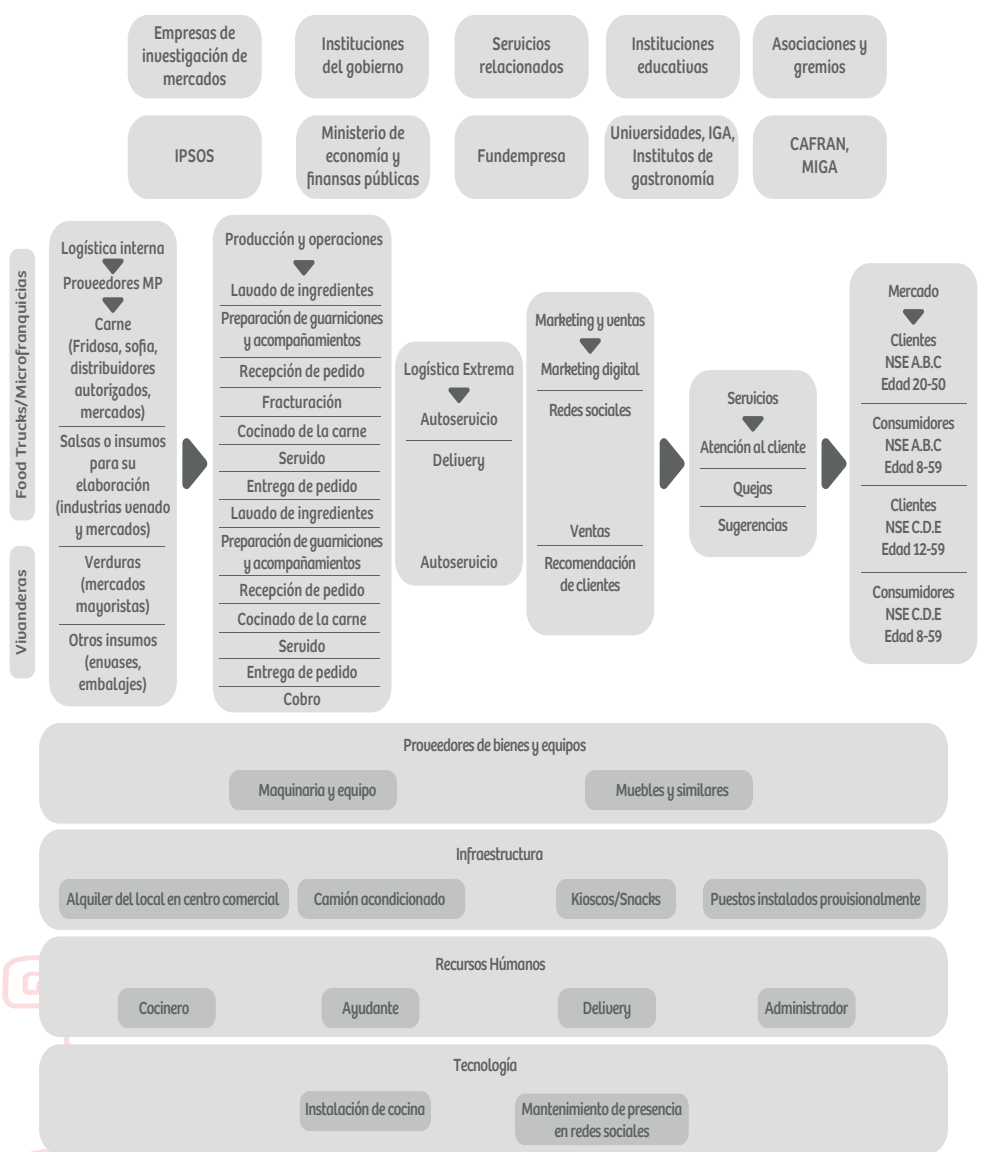 Empresas de
investigación de
mercados
Instituciones
del gobierno
Servicios
relacionados
Instituciones
educativas
Asociaciones y
gremios
IPSOS
Ministerio de
economía y
finansas públicas
Fundempresa
Universidades, IGA,
Institutos de
gastronomía
CAFRAN,
MIGA
Food Trucks/Microfranquicias
Vivanderas
Logística interna
Proveedores MP
Carne
(Fridosa, sofia,
distribuidores
autorizados,
mercados)
Salsas o insumos
para su
elaboración
(industrias venado
y mercados)
Verduras
(mercados
mayoristas)
Otros insumos
(envases,
embalajes)
Producción y operaciones
Lavado de ingredientes
Preparación de guarniciones
y acompañamientos
Recepción de pedido
Fracturación
Cocinado de la carne
Servido
Entrega de pedido
Lavado de ingredientes
Preparación de guarniciones
y acompañamientos
Recepción de pedido
Cocinado de la carne
Servido
Entrega de pedido
Cobro
Logística Extrema
Autoservicio
Delivery
Autoservicio
Marketing y ventas
Marketing digital
Redes sociales
Ventas
Recomendación
de clientes
Servicios
Atención al cliente
Quejas
Sugerencias
Mercado
Clientes
NSE A.B.C
Edad 20-50
Consumidores
NSE A.B.C
Edad 8-59
Clientes
NSE C.D.E
Edad 12-59
Consumidores
NSE C.D.E
Edad 8-59
Proveedores de bienes y equipos
Maquinaria y equipo
Muebles y similares
Infraestructura
Alquiler del local en centro comercial
Camión acondicionado
Kioscos/Snacks
Puestos instalados provisionalmente
Recursos Húmanos
Cocinero
Ayudante
Delivery
Administrador
Tecnología
Instalación de cocina
Mantenimiento de presencia
en redes sociales